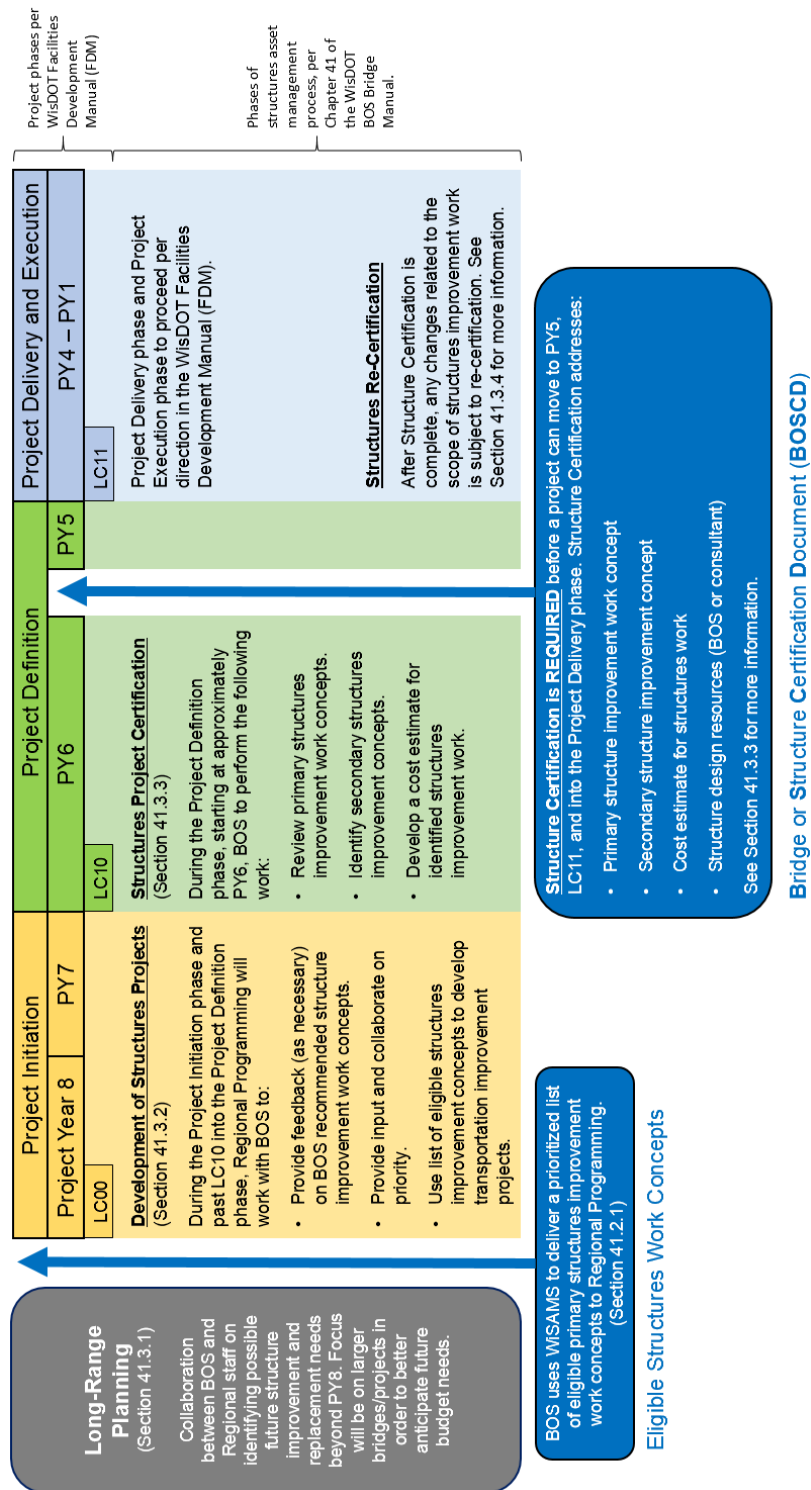 Long-Range
Planning
(Section 41.3.1)
Collaboration
between BOS and
Regional staff on
identifying possible
future structure
improvement and
replacement needs
beyond PY8. Focus
will be on larger
bridges/projects in
order to better
anticipate future
budget needs.
Project Initiation
Project Year 8
PY7
LC00
Development of Structures Projects
(Section 41.3.2)
During the Project Initiation phase and
past LC10 into the Project Definition
phase, Regional Programming will
work with BOS to:
• Provide feedback (as necessary)
on BOS recommended structure
improvement work concepts.
• Provide input and collaborate on
priority.
• Use list of eligible structures
improvement concepts to develop
transportation improvement
projects.
Project Definition
PY6
PY5
LC10
Structures Project Certification
(Section 41.3.3)
During the Project Definition
phase, starting at approximately
PY6, BOS to perform the following
work:
• Review primary structures
improvement work concepts.
• Identify secondary structures
improvement concepts.
• Develop a cost estimate for
identified structures
improvement work.
Project Delivery and Execution
PY4 – PY1
LC11
Project Delivery phase and Project
Execution phase to proceed per
direction in the WisDOT Facilities
Development Manual (FDM).
Structures Re-Certification
After Structure Certification is
complete, any changes related to the
scope of structures improvement work
is subject to re-certification. See
Section 41.3.4 for more information.
Project phases per
WisDOT Facilities
Development
Manual (FDM)
Phases of
structures asset
management
process, per
Chapter 41 of
the WisDOT
BOS Bridge
Manual.
BOS uses WiSAMS to deliver a prioritized list
of eligible primary structures improvement
work concepts to Regional Programming.
(Section 41.2.1)
Eligible Structures Work Concepts
Structure Certification is REQUIRED before a project can move to PY5,
LC11, and into the Project Delivery phase. Structure Certification addresses:
• Primary structure improvement work concept
• Secondary structure improvement concept
• Cost estimate for structures work
• Structure design resources (BOS or consultant)
See Section 41.3.3 for more information.
Bridge or Structure Certification Document (BOSCD)